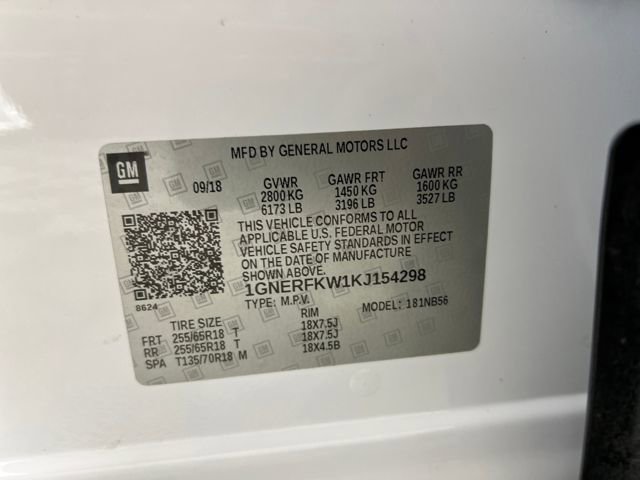 GM
MFD BY GENERAL MOTORS LLC
09/18 GVWR GAWR FRT GAWR RR
2800 KG 1450 KG 1600 KG
6173 LB 3196 LB 3527 LB
THIS VEHICLE CONFORMS TO ALL
APPLICABLE U.S. FEDERAL MOTOR
VEHICLE SAFETY STANDARDS IN EFFECT
ON THE DATE OF MANUFACTURE
SHOWN ABOVE.
1GNERFKW1KJ154298
8624
TYPE: M.P.V. MODEL: 181NB56
TIRE SIZE RIM
FRT 255/65R18 T 18X7.5J
RR 255/65R18 T 18X7.5J
SPA T135/70R18 M 18X4.5B